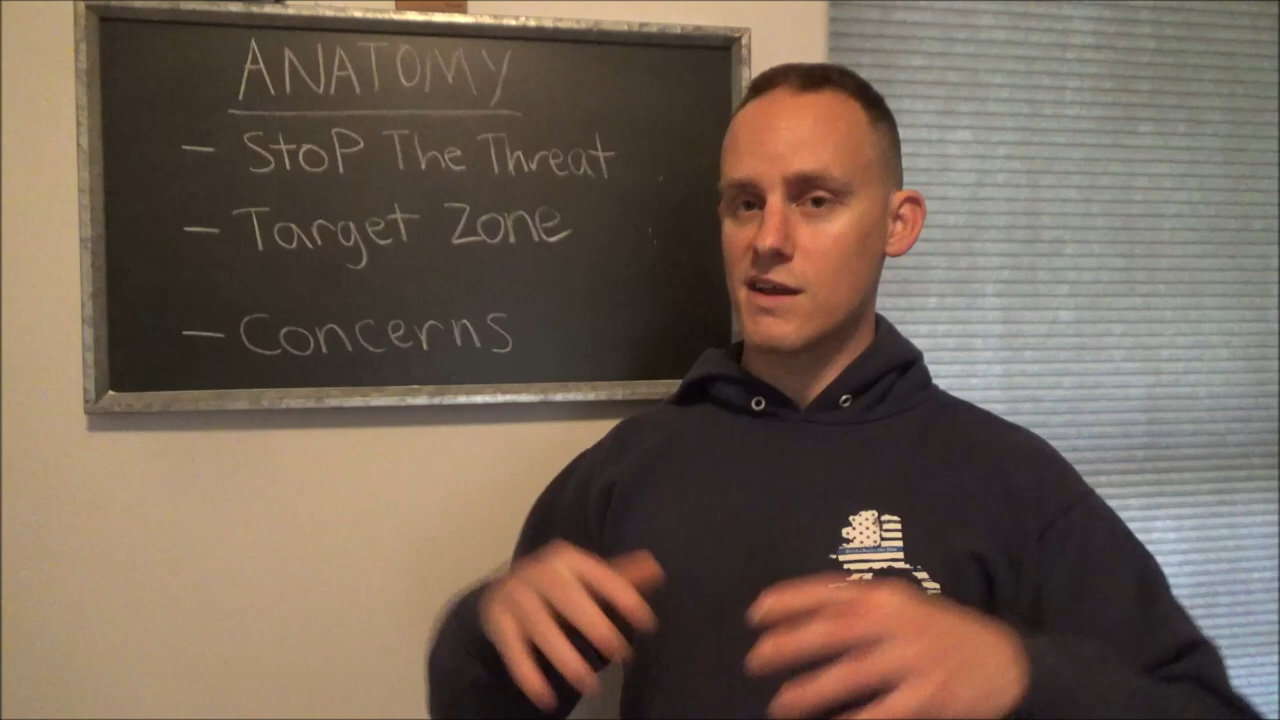 ANATOMY
- StoP The Threat
- Target Zone
- Concerns